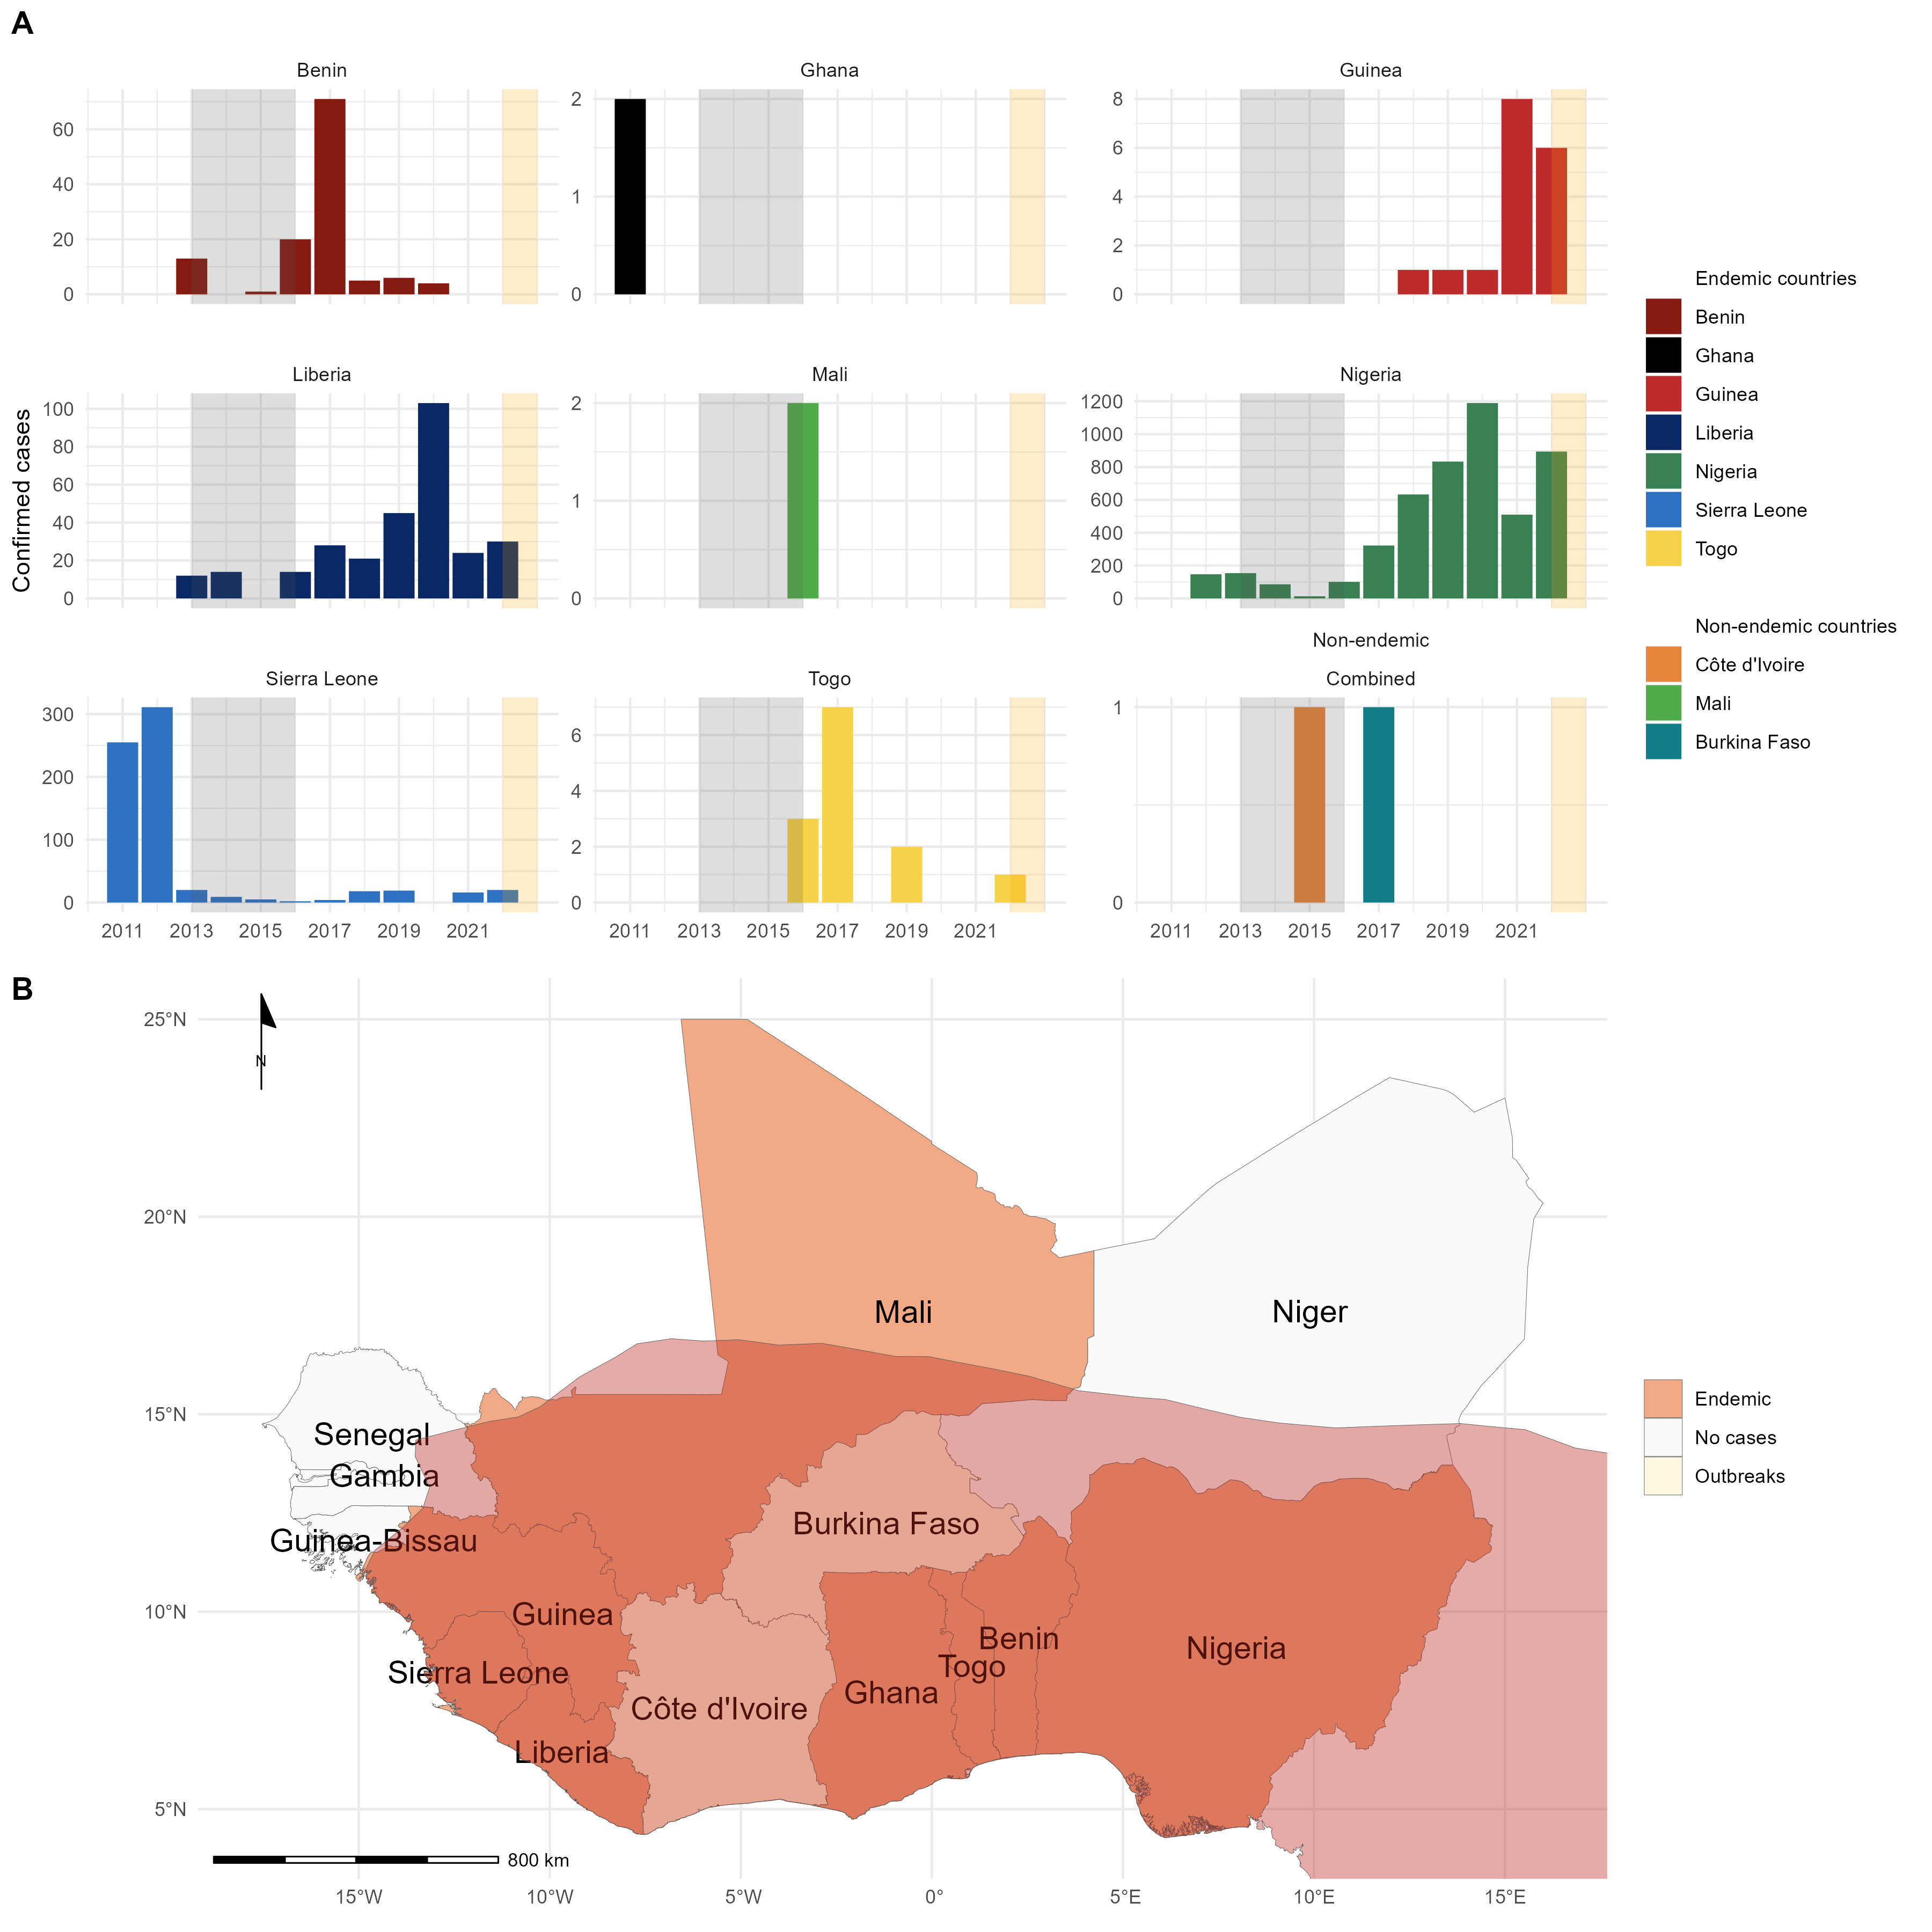 A
Benin
Ghana
Guinea
60
40
20
0
2
1
0
8
6
4
2
0
Liberia
Mali
Nigeria
Confirmed cases
100
80
60
40
20
0
2
1
0
1200
1000
800
600
400
200
0
Non-endemic
Sierra Leone
Togo
Combined
300
200
100
0
6
4
2
0
1
0
2011 2013 2015 2017 2019 2021
2011 2013 2015 2017 2019 2021
2011 2013 2015 2017 2019 2021
Endemic countries
Benin
Ghana
Guinea
Liberia
Nigeria
Sierra Leone
Togo
Non-endemic countries
Côte d'Ivoire
Mali
Burkina Faso
B
N
25°N
20°N
15°N
10°N
5°N
Mali
Niger
Senegal
Gambia
Guinea-Bissau
Burkina Faso
Guinea
Benin
Nigeria
Sierra Leone
Togo
Ghana
Côte d'Ivoire
Liberia
800 km
15°W 10°W 5°W 0° 5°E 10°E 15°E
Endemic
No cases
Outbreaks